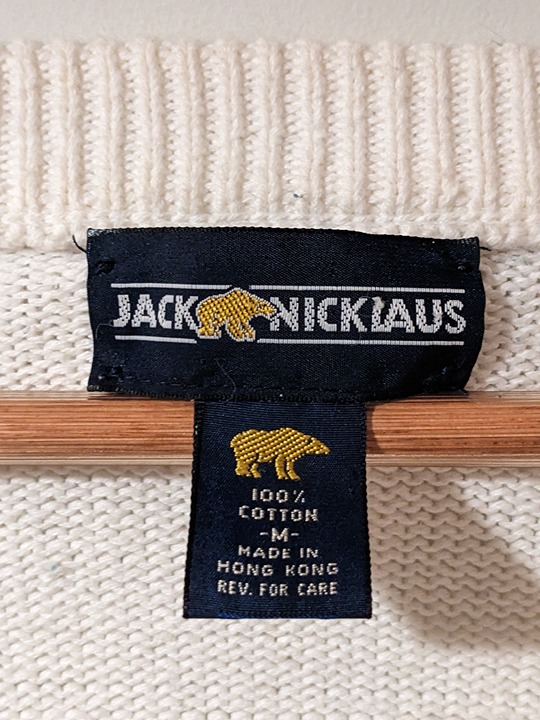 JACK NICKLAUS
100%
COTTON
-M-
MADE IN
HONG KONG
REV. FOR CARE